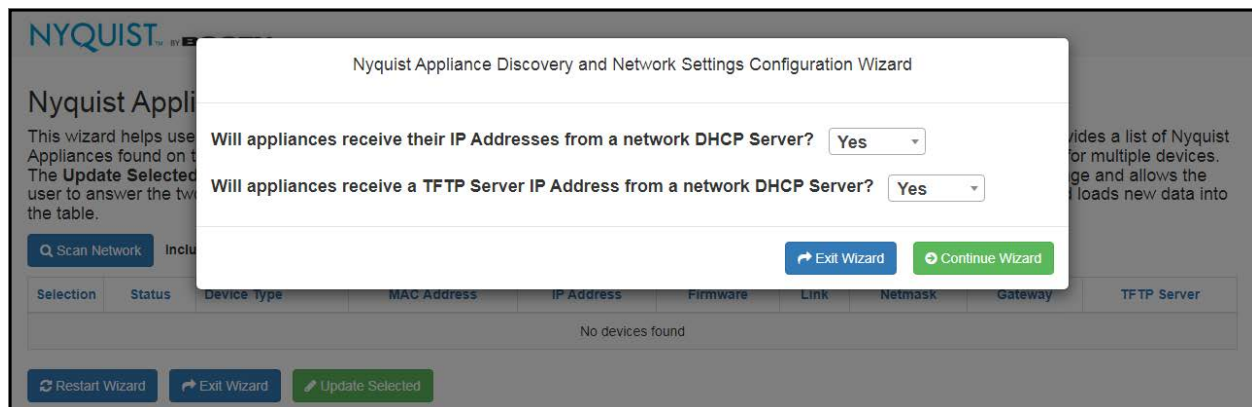 NYQUIST™ BY
Nyquist Appliance Discovery and Network Settings Configuration Wizard
Nyquist Appli
This wizard helps use
Will appliances receive their IP Addresses from a network DHCP Server? Yes
vides a list of Nyquist
Appliances found on t
for multiple devices.
The Update Selected
Will appliances receive a TFTP Server IP Address from a network DHCP Server? Yes
ge and allows the
user to answer the tw
loads new data into
the table.
Scan Network Inclu
Exit Wizard Continue Wizard
Selection Status Device Type MAC Address IP Address Firmware Link Netmask Gateway TFTP Server
No devices found
Restart Wizard Exit Wizard Update Selected